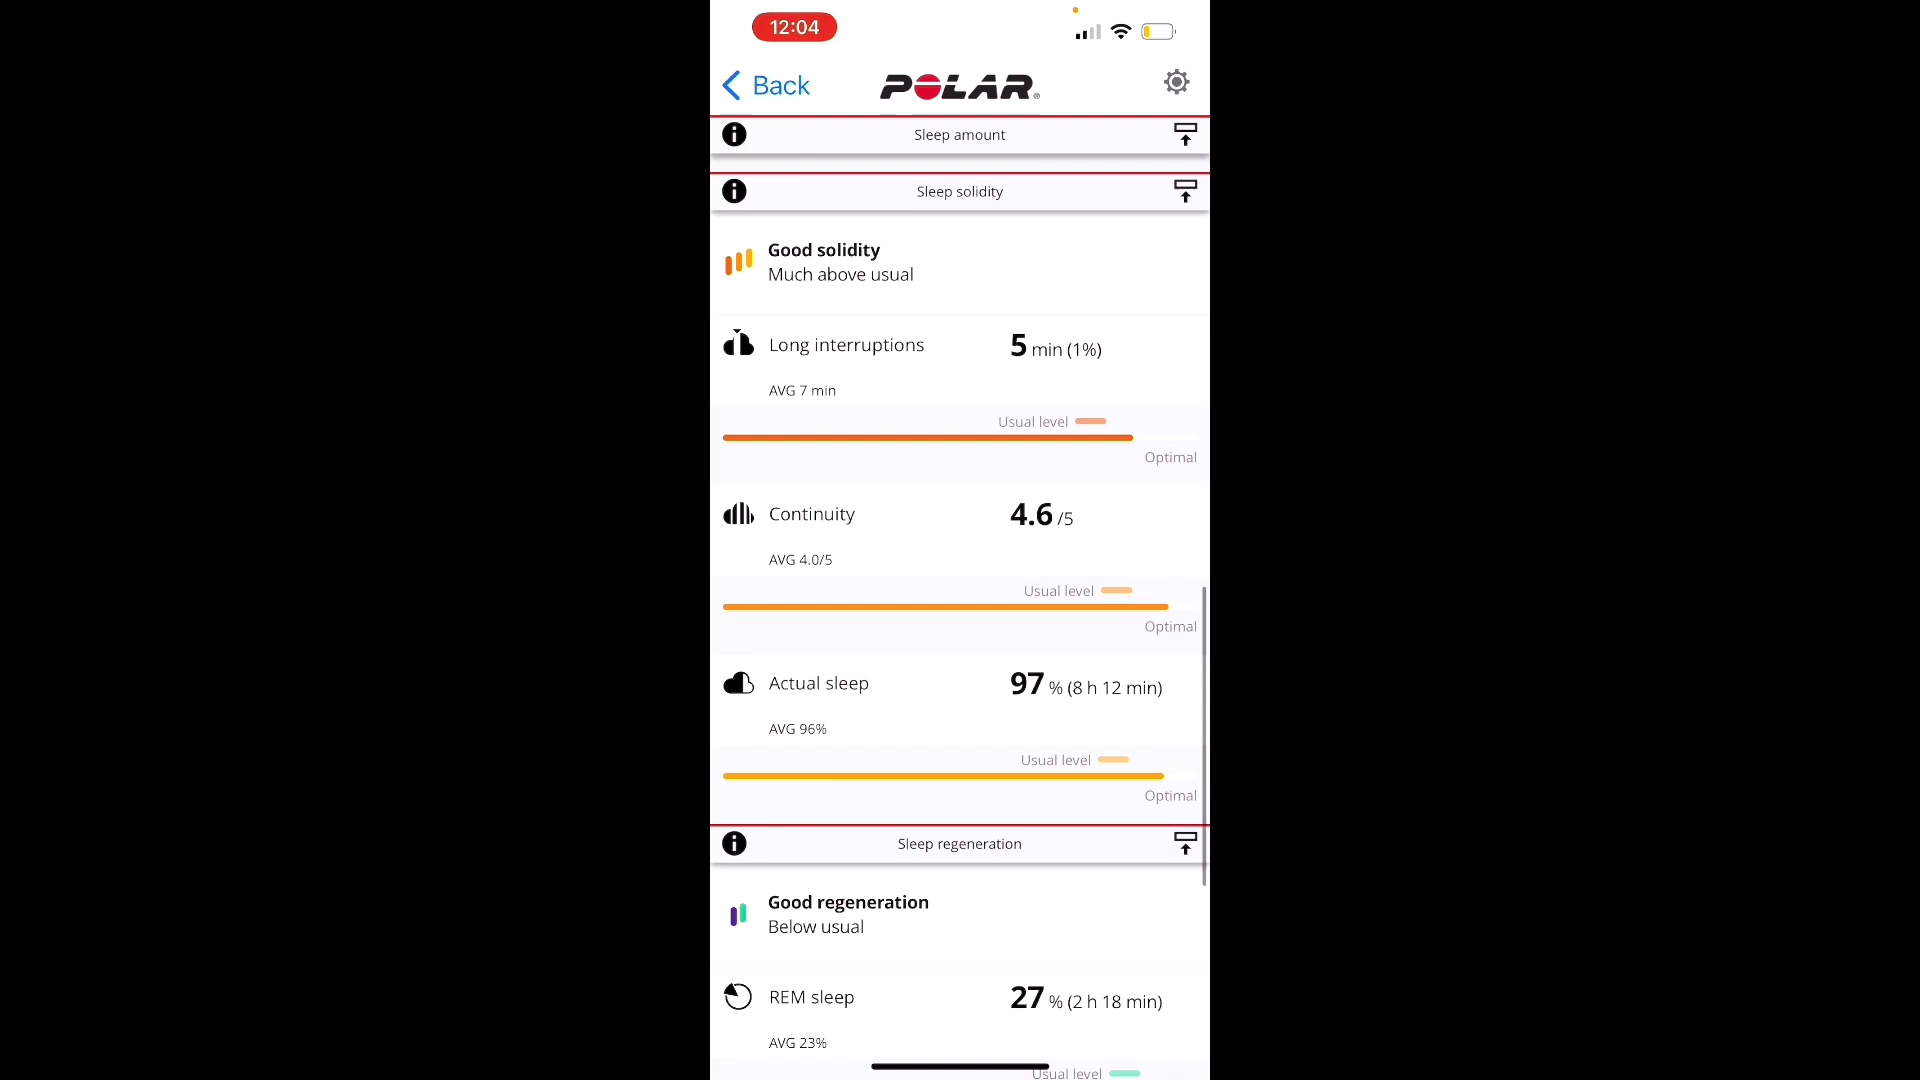 12:04
Back
POLAR®
Sleep amount
Sleep solidity
Good solidity
Much above usual
Long interruptions
5 min (1%)
AVG 7 min
Usual level
Optimal
Continuity
4.6 /5
AVG 4.0/5
Usual level
Optimal
Actual sleep
97 % (8 h 12 min)
AVG 96%
Usual level
Optimal
Sleep regeneration
Good regeneration
Below usual
REM sleep
27 % (2 h 18 min)
AVG 23%
Usual level